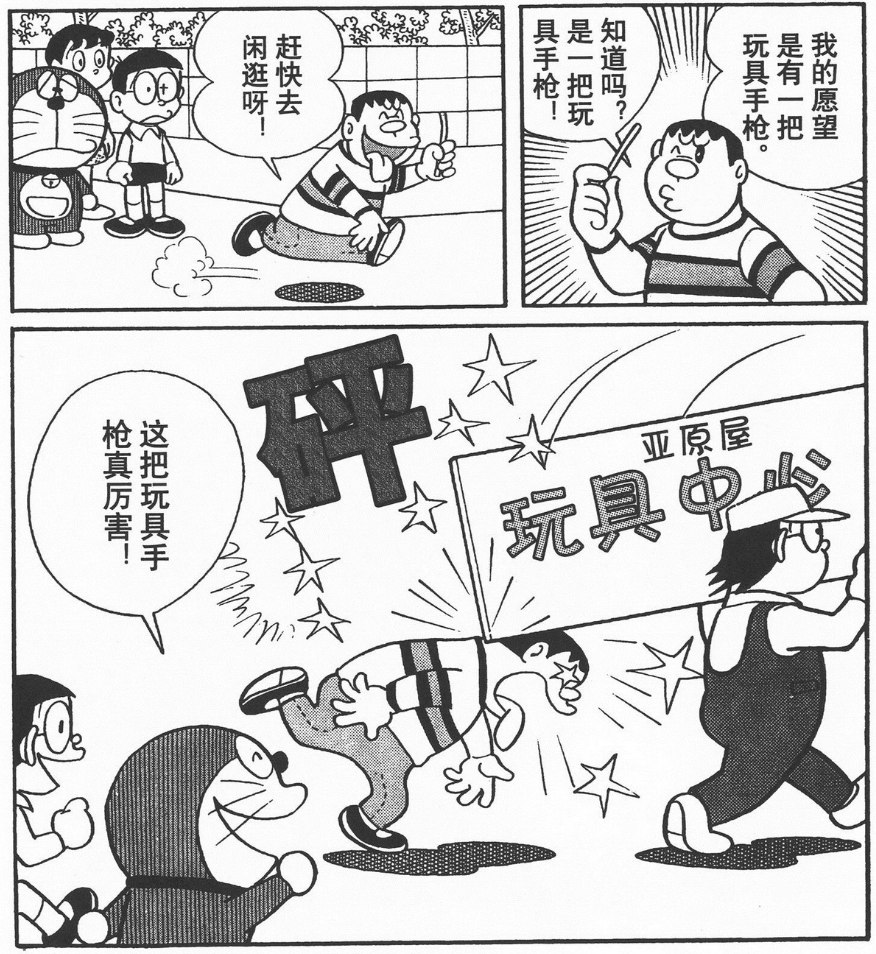 我的愿望
是有一把
玩具手枪。
知道吗?
是一把玩
具手枪!
赶快去
闲逛呀!
亚原屋
玩具中心
砰
这把玩具手
枪真厉害!